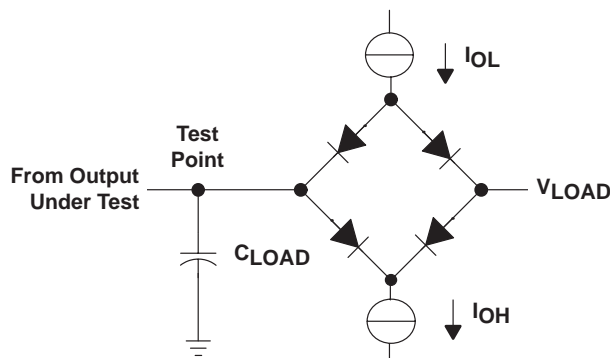 IOL
Test
Point
From Output
Under Test
VLOAD
CLOAD
IOH